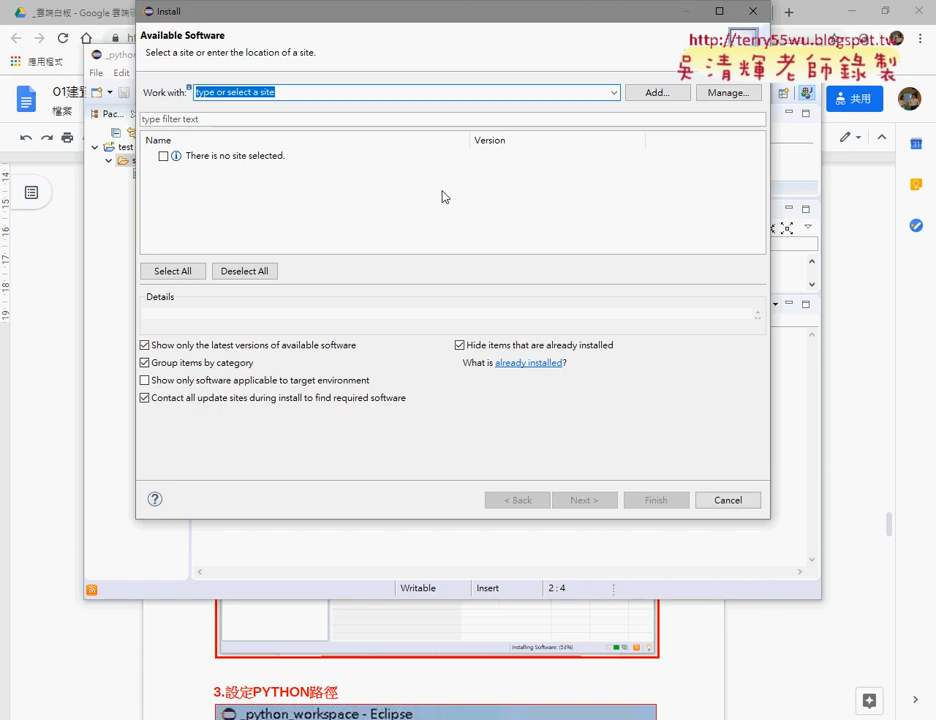 _雲端白板 - Google 雲端
Install
http://terry55wu.blogspot.tw
吳清輝老師錄製
Available Software
Select a site or enter the location of a site.
應用程式
_pytho
File Edit
檔案
共用
Work with: type or select a site
Add...
Manage...
Pac
type filter text
Name
Version
test
There is no site selected.
Select All
Deselect All
Details
Show only the latest versions of available software
Hide items that are already installed
Group items by category
What is already installed?
Show only software applicable to target environment
Contact all update sites during install to find required software
< Back
Next >
Finish
Cancel
Writable
Insert
2 : 4
Installing Software: (53%)
3.設定PYTHON路徑
_python_workspace - Eclipse